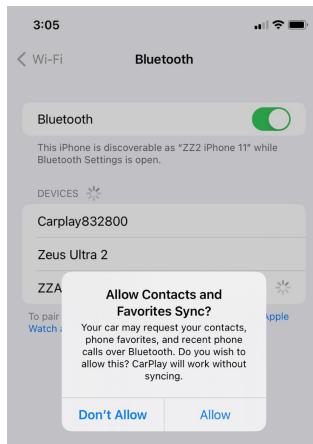 3:05
Wi-Fi
Bluetooth
Bluetooth
This iPhone is discoverable as “ZZ2 iPhone 11” while
Bluetooth Settings is open.
DEVICES
Carplay832800
Zeus Ultra 2
ZZA
To pair
Apple
Watch
Allow Contacts and
Favorites Sync?
Your car may request your contacts,
phone favorites, and recent phone
calls over Bluetooth. Do you wish to
allow this? CarPlay will work without
syncing.
Don’t Allow
Allow